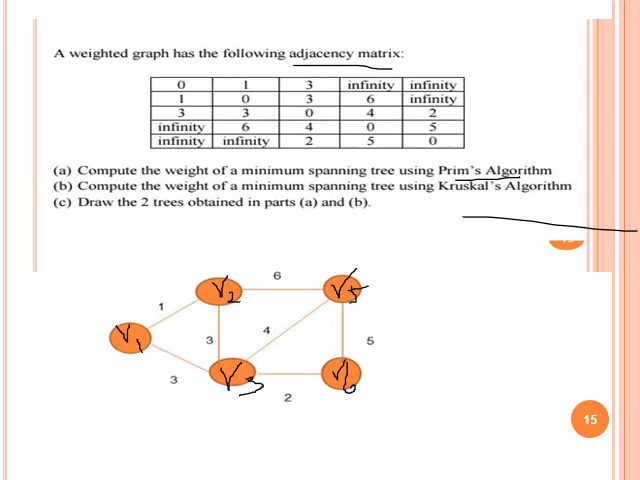 A weighted graph has the following adjacency matrix:
0 1 3 infinity infinity
1 0 3 6 infinity
3 3 0 4 2
infinity 6 4 0 5
infinity infinity 2 5 0
(a) Compute the weight of a minimum spanning tree using Prim's Algorithm
(b) Compute the weight of a minimum spanning tree using Kruskal's Algorithm
(c) Draw the 2 trees obtained in parts (a) and (b).
6
V2 V5
1
3 4 5
V1
3
V3
2
15